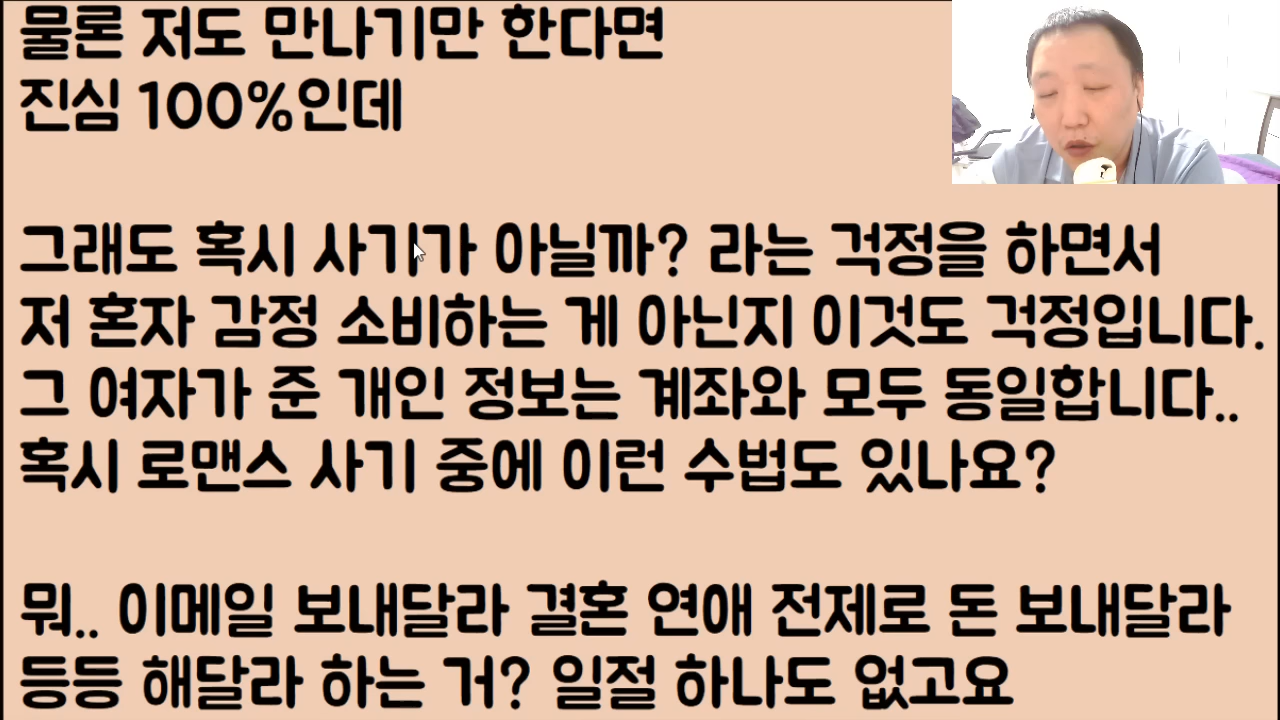 물론 저도 만나기만 한다면
진심 100%인데
그래도 혹시 사기가 아닐까? 라는 걱정을 하면서
저 혼자 감정 소비하는 게 아닌지 이것도 걱정입니다.
그 여자가 준 개인 정보는 계좌와 모두 동일합니다..
혹시 로맨스 사기 중에 이런 수법도 있나요?
뭐.. 이메일 보내달라 결혼 연애 전제로 돈 보내달라
등등 해달라 하는 거? 일절 하나도 없고요